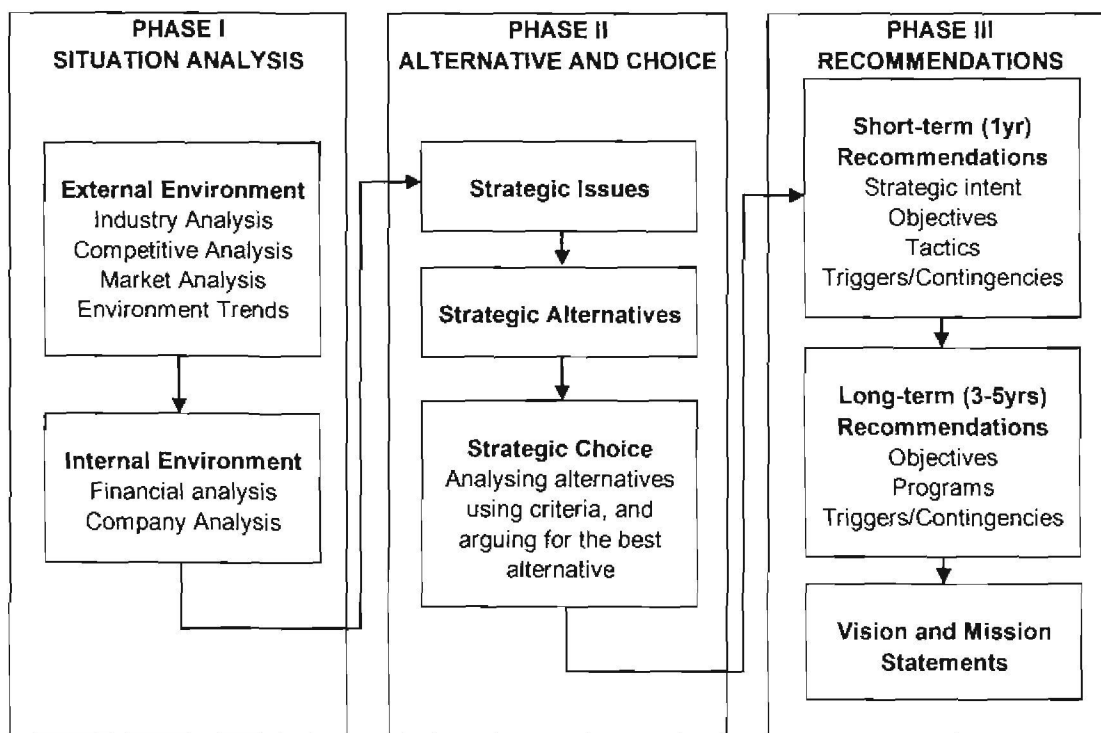 PHASE I
SITUATION ANALYSIS
External Environment
Industry Analysis
Competitive Analysis
Market Analysis
Environment Trends
Internal Environment
Financial analysis
Company Analysis
PHASE II
ALTERNATIVE AND CHOICE
Strategic Issues
Strategic Alternatives
Strategic Choice
Analysing alternatives
using criteria, and
arguing for the best
alternative
PHASE III
RECOMMENDATIONS
Short-term (1yr)
Recommendations
Strategic intent
Objectives
Tactics
Triggers/Contingencies
Long-term (3-5yrs)
Recommendations
Objectives
Programs
Triggers/Contingencies
Vision and Mission
Statements